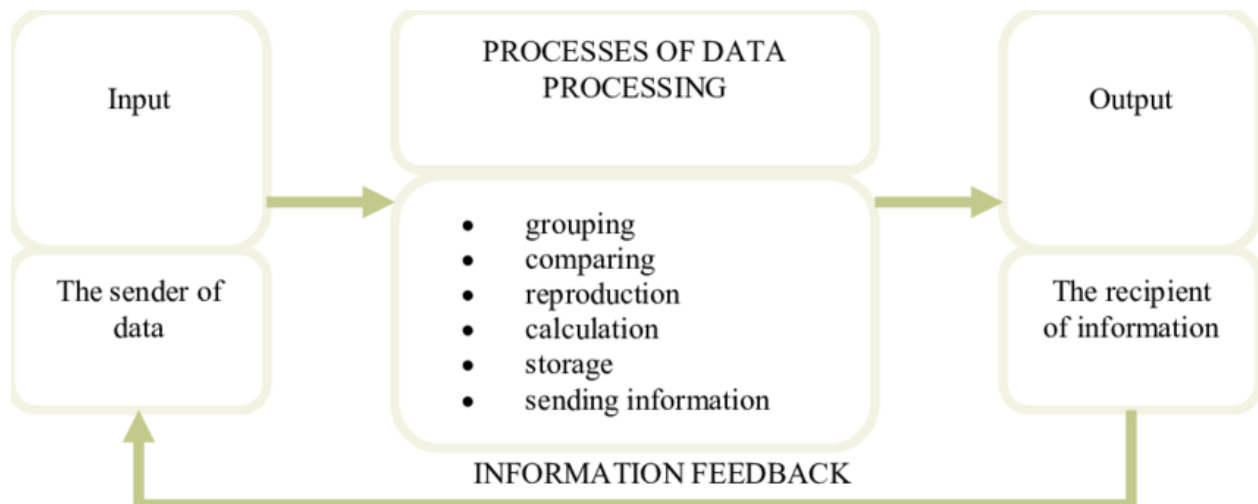 Input
The sender of
data
PROCESSES OF DATA
PROCESSING
• grouping
• comparing
• reproduction
• calculation
• storage
• sending information
Output
The recipient
of information
INFORMATION FEEDBACK